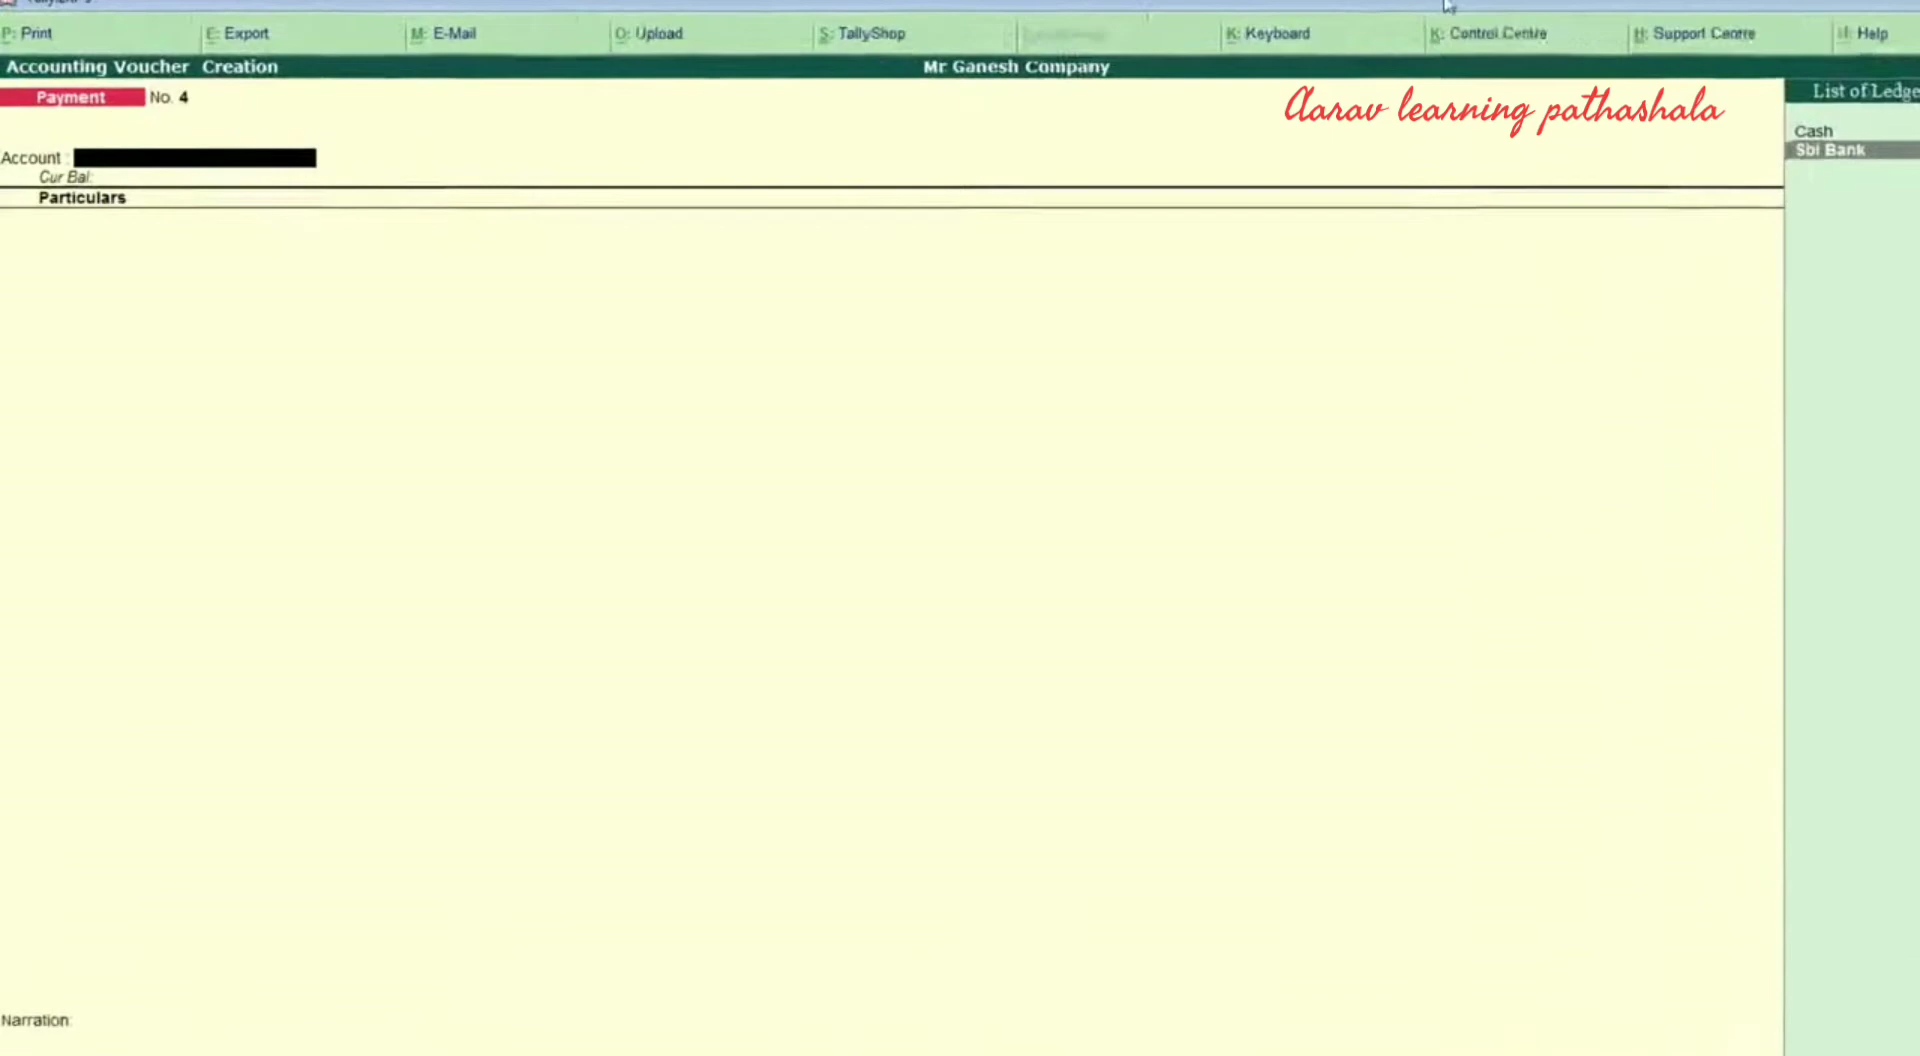 P: Print E: Export M: E-Mail O: Upload S: TallyShop K: Keyboard K: Control Centre H: Support Centre H: Help
Accounting Voucher Creation Mr Ganesh Company
Payment No. 4
Aarav learning pathashala
List of Ledge
Cash
Sbi Bank
Account :
Cur Bal:
Particulars
Narration: